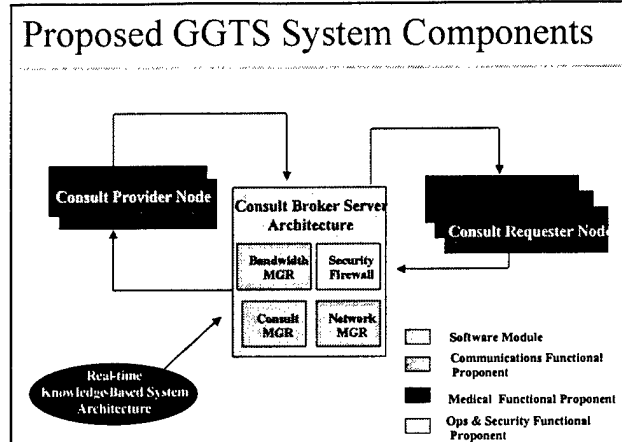 Proposed GGTS System Components
Consult Provider Node
Consult Broker Server
Architecture
Consult Requester Node
Bandwidth
MGR
Security
Firewall
Consult
MGR
Network
MGR
Real-time
Knowledge-Based System
Architecture
Software Module
Communications Functional
Proponent
Medical Functional Proponent
Ops & Security Functional
Proponent